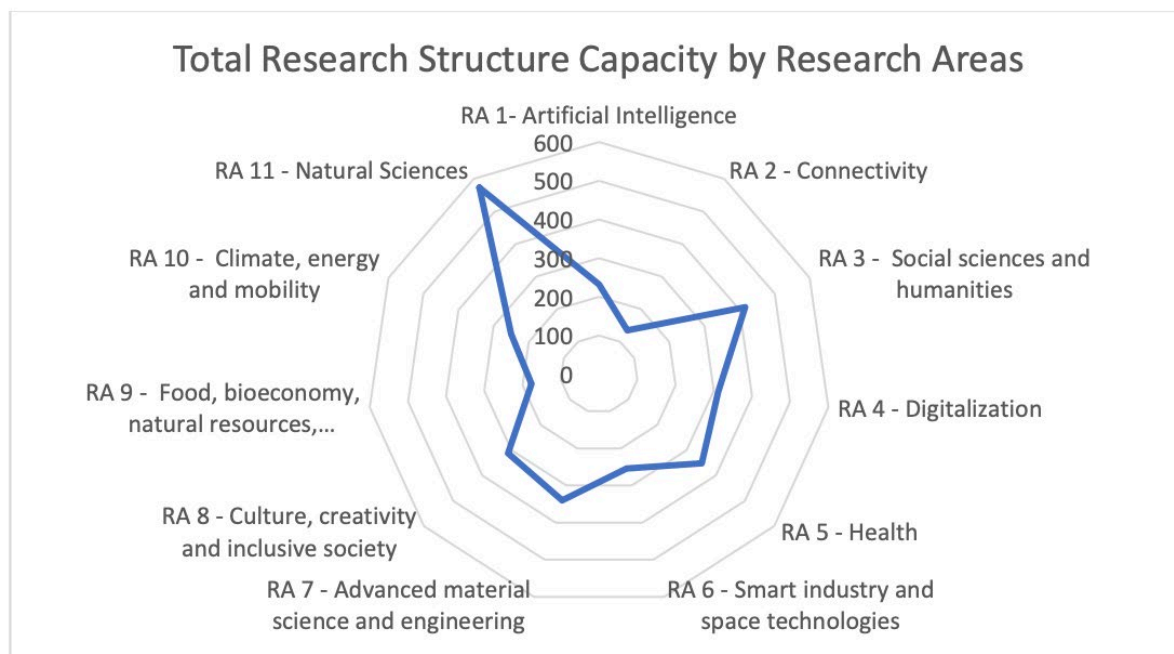 Total Research Structure Capacity by Research Areas
RA 1- Artificial Intelligence
RA 2 - Connectivity
RA 3 -  Social sciences and
humanities
RA 4 - Digitalization
RA 5 - Health
RA 6 - Smart industry and
space technologies
RA 7 - Advanced material
science and engineering
RA 8 - Culture, creativity
and inclusive society
RA 9 -  Food, bioeconomy,
natural resources,...
RA 10 -  Climate, energy
and mobility
RA 11 - Natural Sciences
600
500
400
300
200
100
0